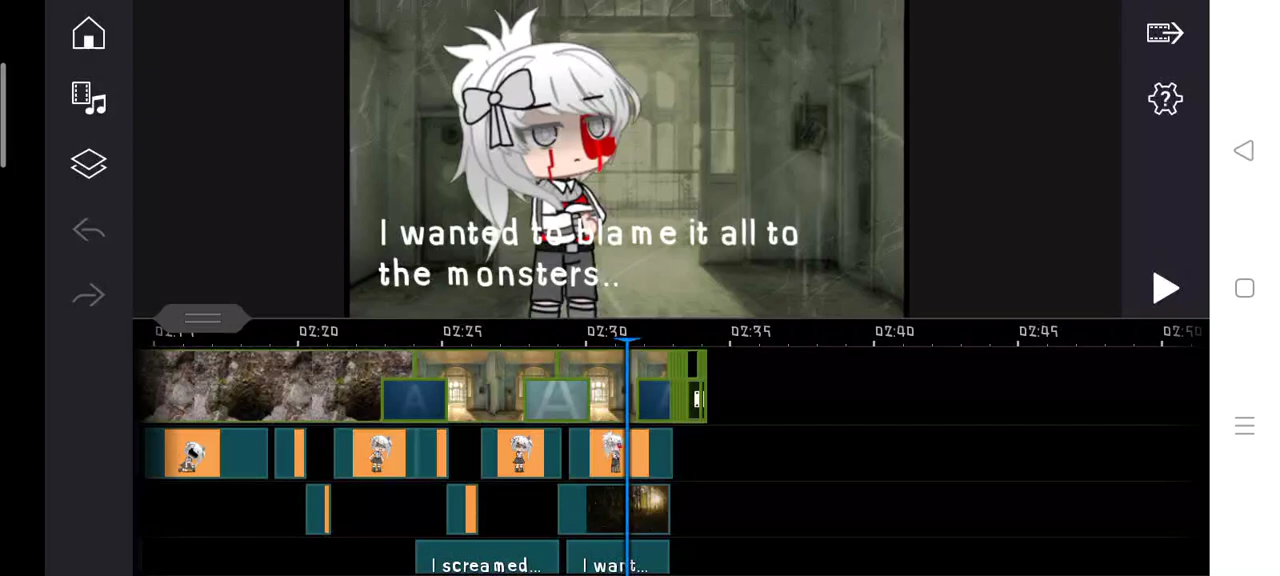 I wanted to blame it all to
the monsters..
02:20 02:25 02:30 02:35 02:40 02:45 02:50
A A
I screamed... I want...